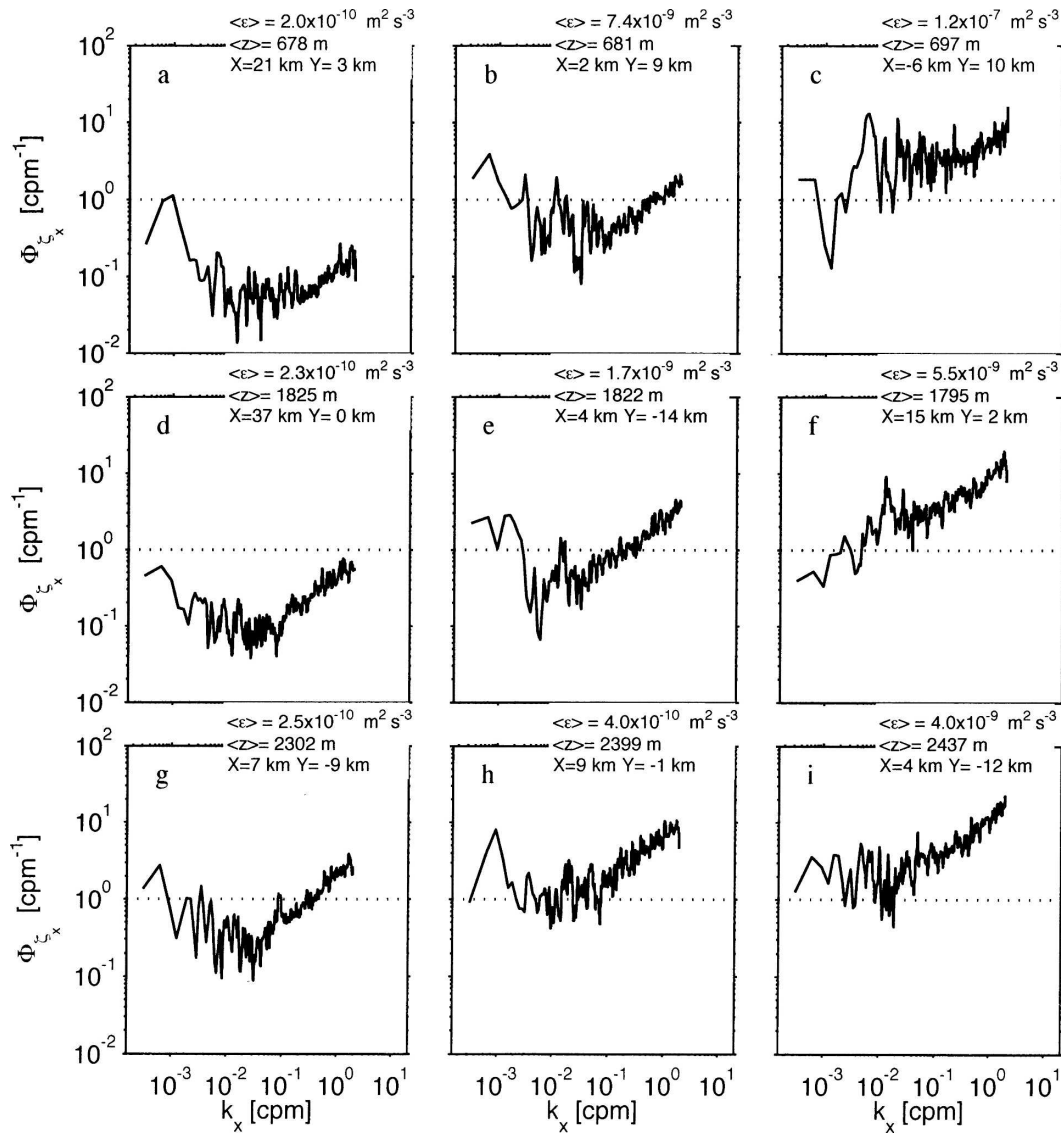 <ε> = 2.0x10⁻¹⁰ m² s⁻³
<z>= 678 m
X=21 km Y= 3 km
a
<ε> = 7.4x10⁻⁹ m² s⁻³
<z>= 681 m
X=2 km Y= 9 km
b
<ε> = 1.2x10⁻⁷ m² s⁻³
<z>= 697 m
X=-6 km Y= 10 km
c
10²
10¹
10⁰
10⁻¹
10⁻²
Φ_ζₓ [cpm⁻¹]
<ε> = 2.3x10⁻¹⁰ m² s⁻³
<z>= 1825 m
X=37 km Y= 0 km
d
<ε> = 1.7x10⁻⁹ m² s⁻³
<z>= 1822 m
X=4 km Y= -14 km
e
<ε> = 5.5x10⁻⁹ m² s⁻³
<z>= 1795 m
X=15 km Y= 2 km
f
10²
10¹
10⁰
10⁻¹
10⁻²
Φ_ζₓ [cpm⁻¹]
<ε> = 2.5x10⁻¹⁰ m² s⁻³
<z>= 2302 m
X=7 km Y= -9 km
g
<ε> = 4.0x10⁻¹⁰ m² s⁻³
<z>= 2399 m
X=9 km Y= -1 km
h
<ε> = 4.0x10⁻⁹ m² s⁻³
<z>= 2437 m
X=4 km Y= -12 km
i
10²
10¹
10⁰
10⁻¹
10⁻²
Φ_ζₓ [cpm⁻¹]
10⁻³ 10⁻² 10⁻¹ 10⁰ 10¹
kₓ [cpm]
10⁻³ 10⁻² 10⁻¹ 10⁰ 10¹
kₓ [cpm]
10⁻³ 10⁻² 10⁻¹ 10⁰ 10¹
kₓ [cpm]